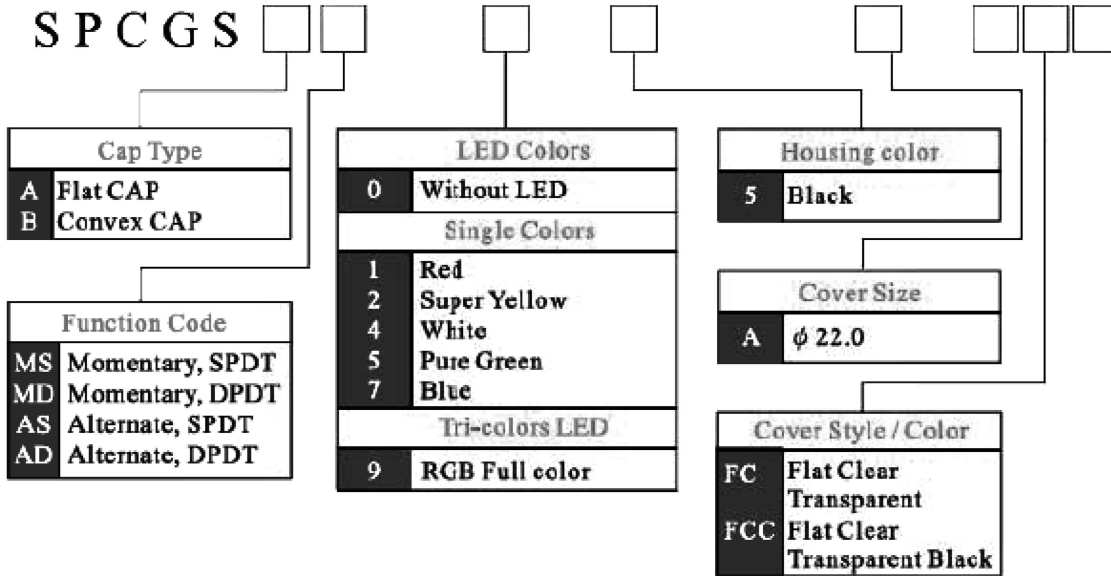 SPCGS
Cap Type
A Flat CAP
B Convex CAP
Function Code
MS Momentary, SPDT
MD Momentary, DPDT
AS Alternate, SPDT
AD Alternate, DPDT
LED Colors
0 Without LED
Single Colors
1 Red
2 Super Yellow
4 White
5 Pure Green
7 Blue
Tri-colors LED
9 RGB Full color
Housing color
5 Black
Cover Size
A ϕ 22.0
Cover Style / Color
FC Flat Clear
Transparent
FCC Flat Clear
Transparent Black